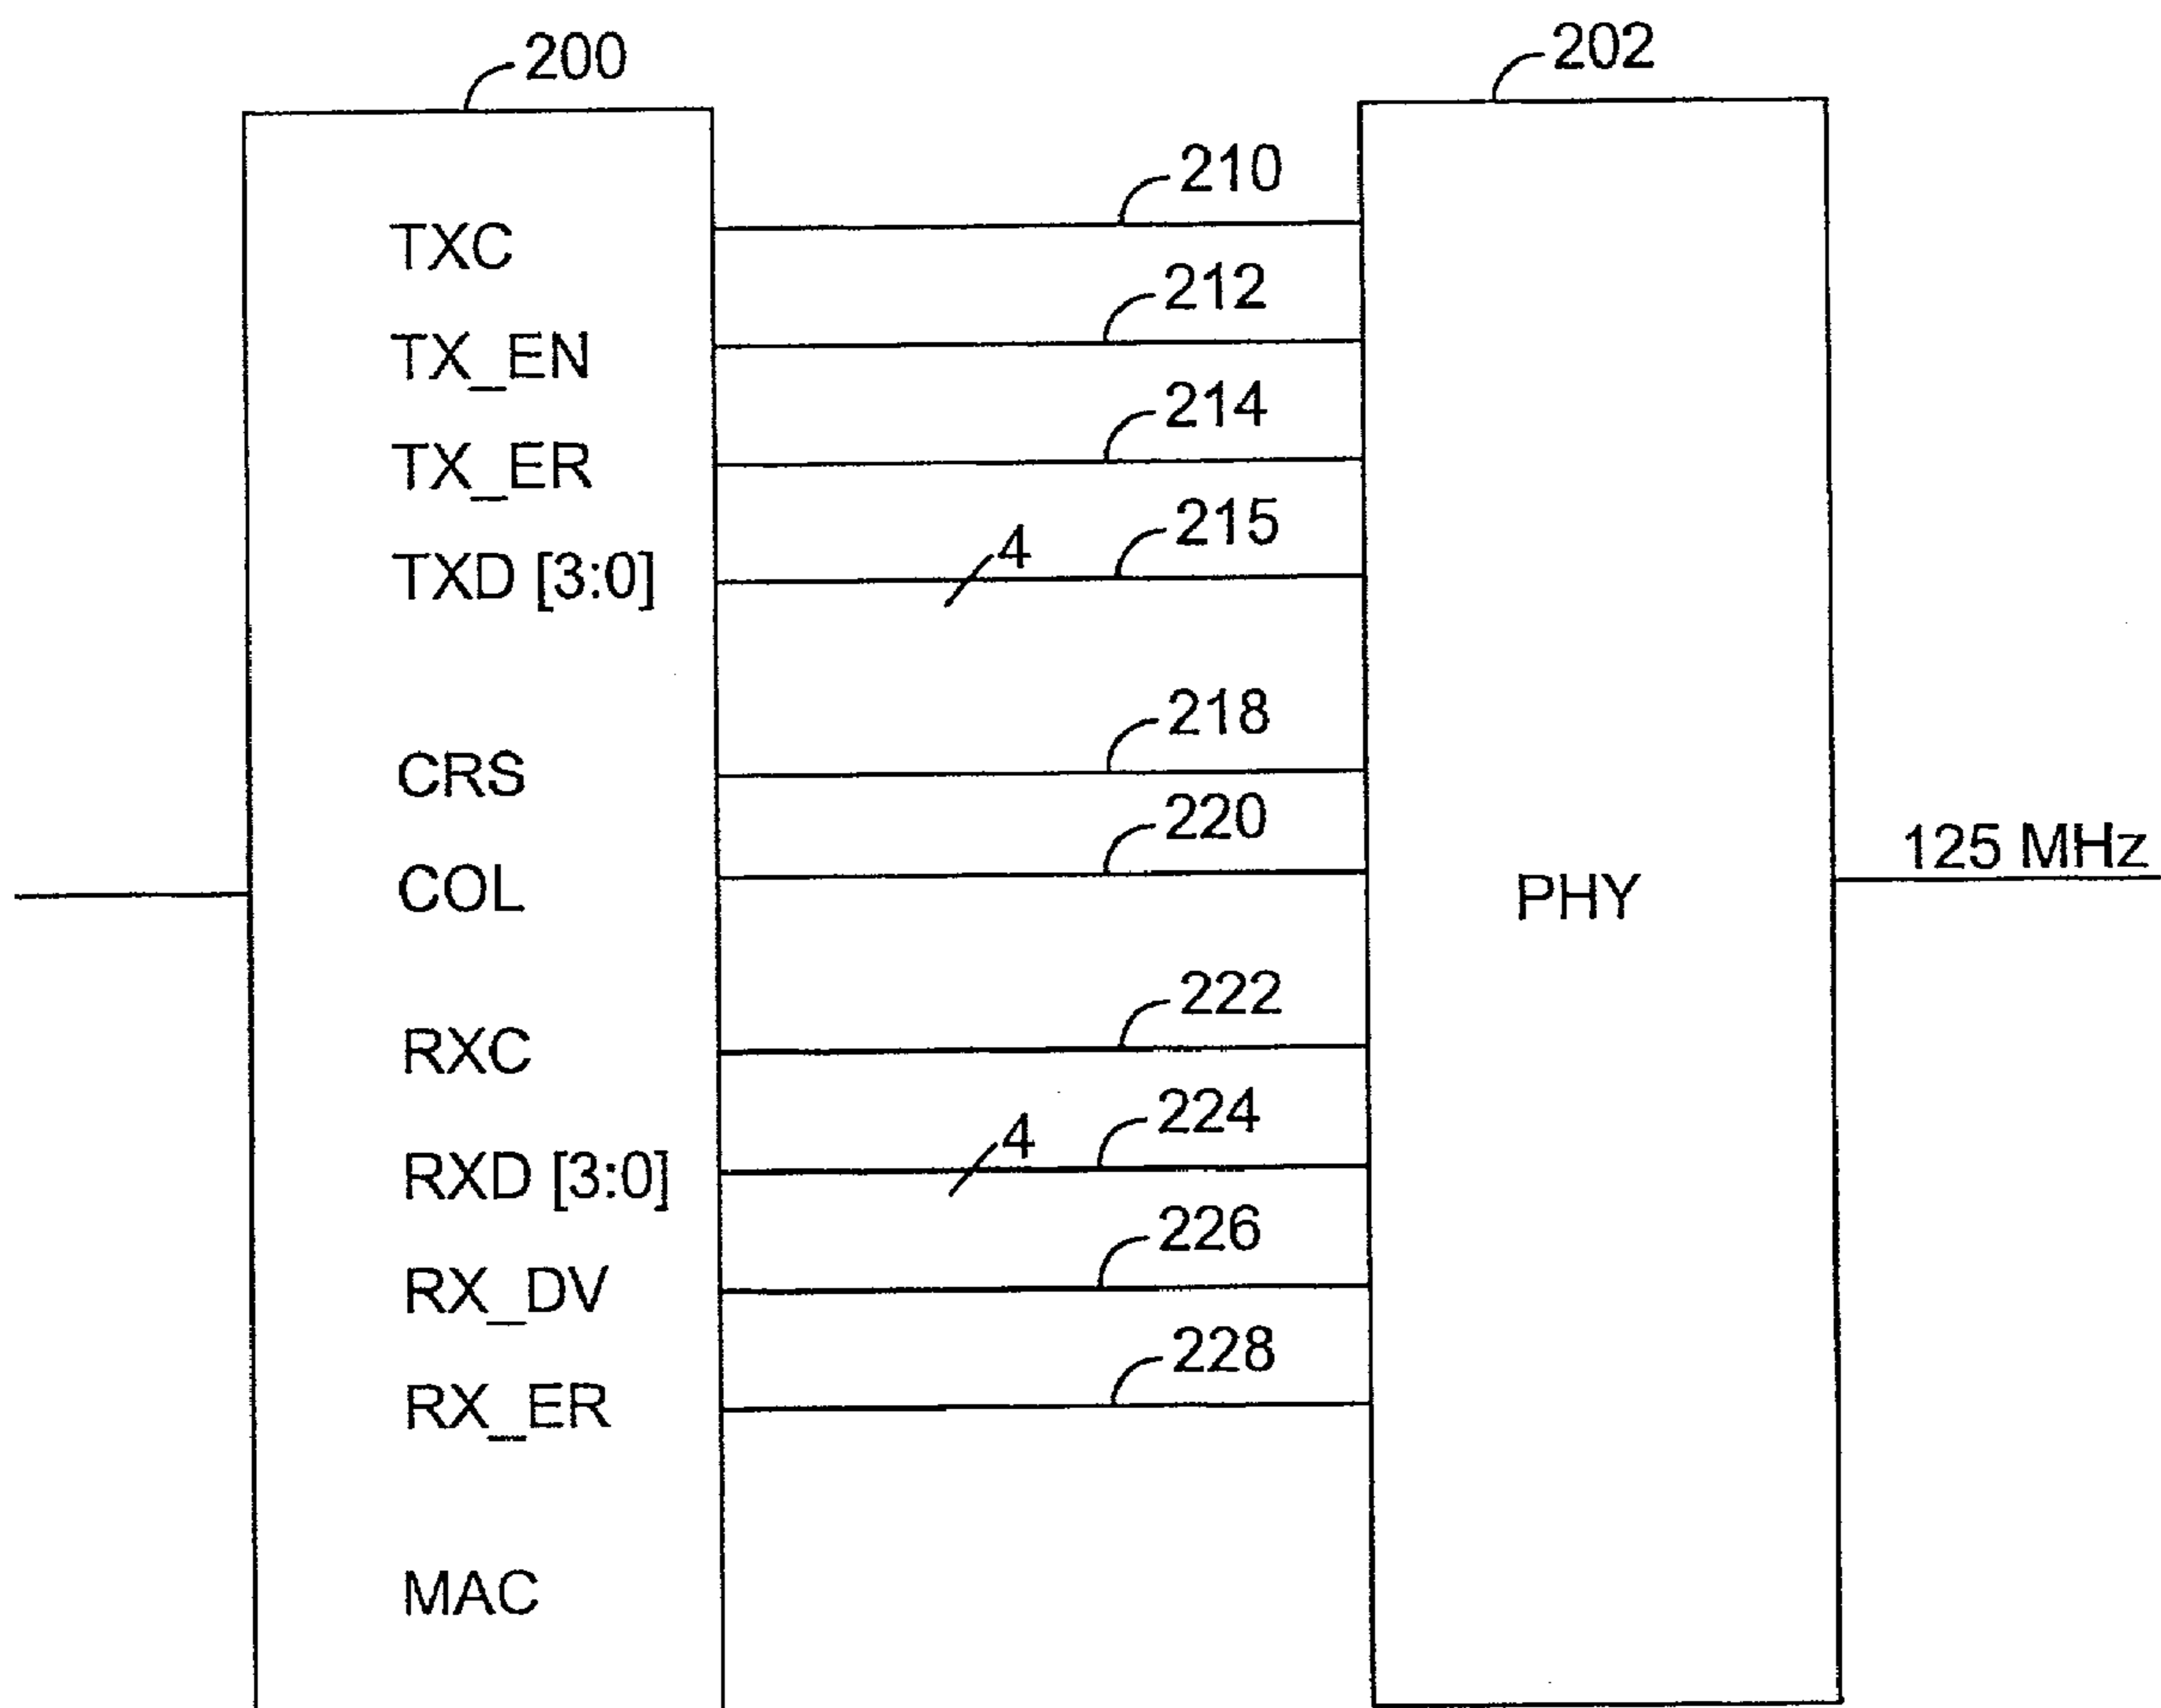 200
202
210
TXC
212
TX_EN
214
TX_ER
215
4
TXD [3:0]
218
CRS
220
COL
125 MHz
PHY
222
RXC
224
4
RXD [3:0]
226
RX_DV
228
RX_ER
MAC